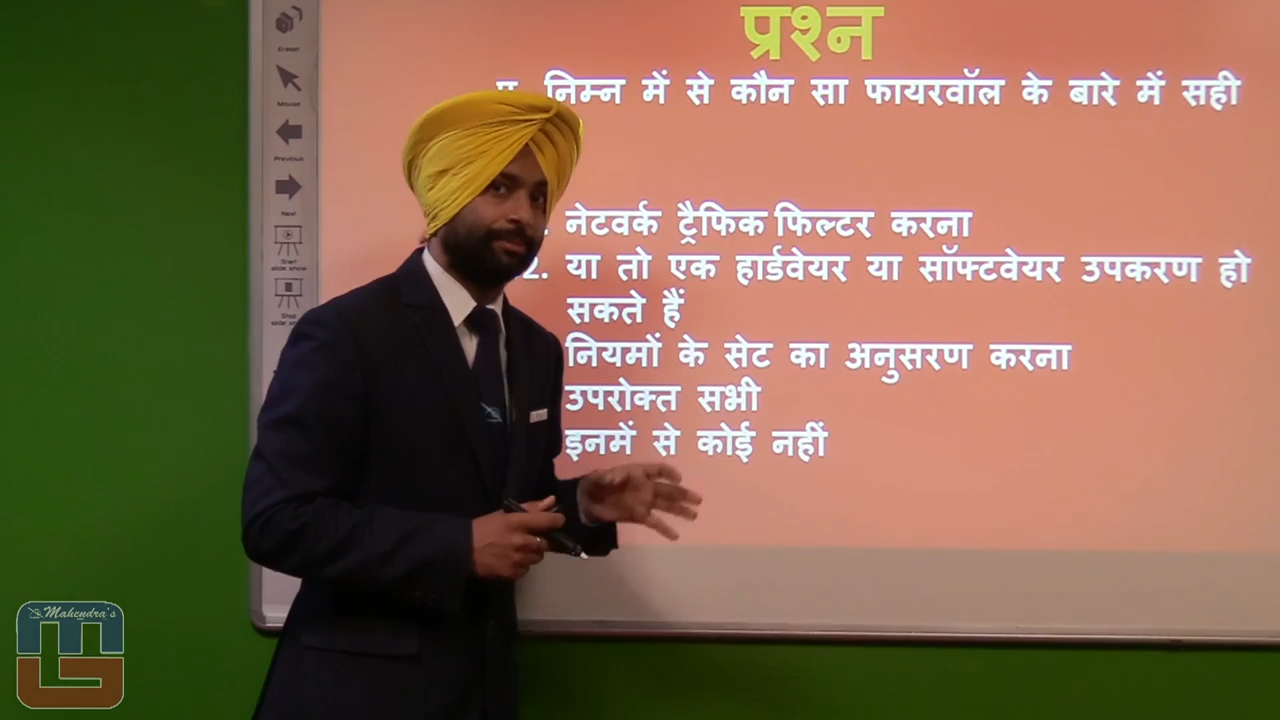 प्रश्न
निम्न में से कौन सा फायरवॉल के बारे में सही
नेटवर्क ट्रैफिक फिल्टर करना
2. या तो एक हार्डवेयर या सॉफ्टवेयर उपकरण हो
सकते हैं
नियमों के सेट का अनुसरण करना
उपरोक्त सभी
इनमें से कोई नहीं
Eraser
Mouse
Previous
Next
Start
slide show
Stop
Mahendra's